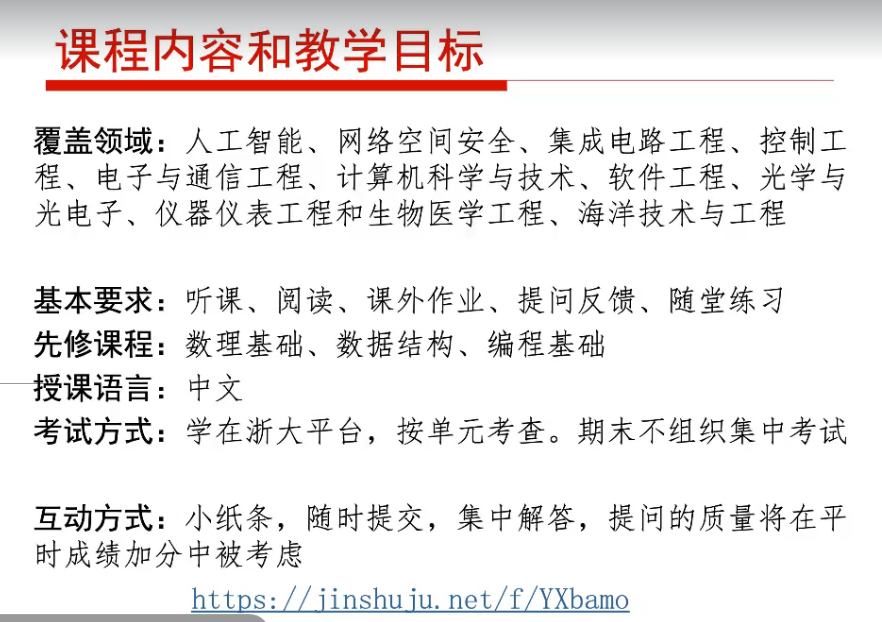 课程内容和教学目标
覆盖领域：人工智能、网络空间安全、集成电路工程、控制工
程、电子与通信工程、计算机科学与技术、软件工程、光学与
光电子、仪器仪表工程和生物医学工程、海洋技术与工程
基本要求：听课、阅读、课外作业、提问反馈、随堂练习
先修课程：数理基础、数据结构、编程基础
授课语言：中文
考试方式：学在浙大平台，按单元考查。期末不组织集中考试
互动方式：小纸条，随时提交，集中解答，提问的质量将在平
时成绩加分中被考虑
https://jinshuju.net/f/YXbamo